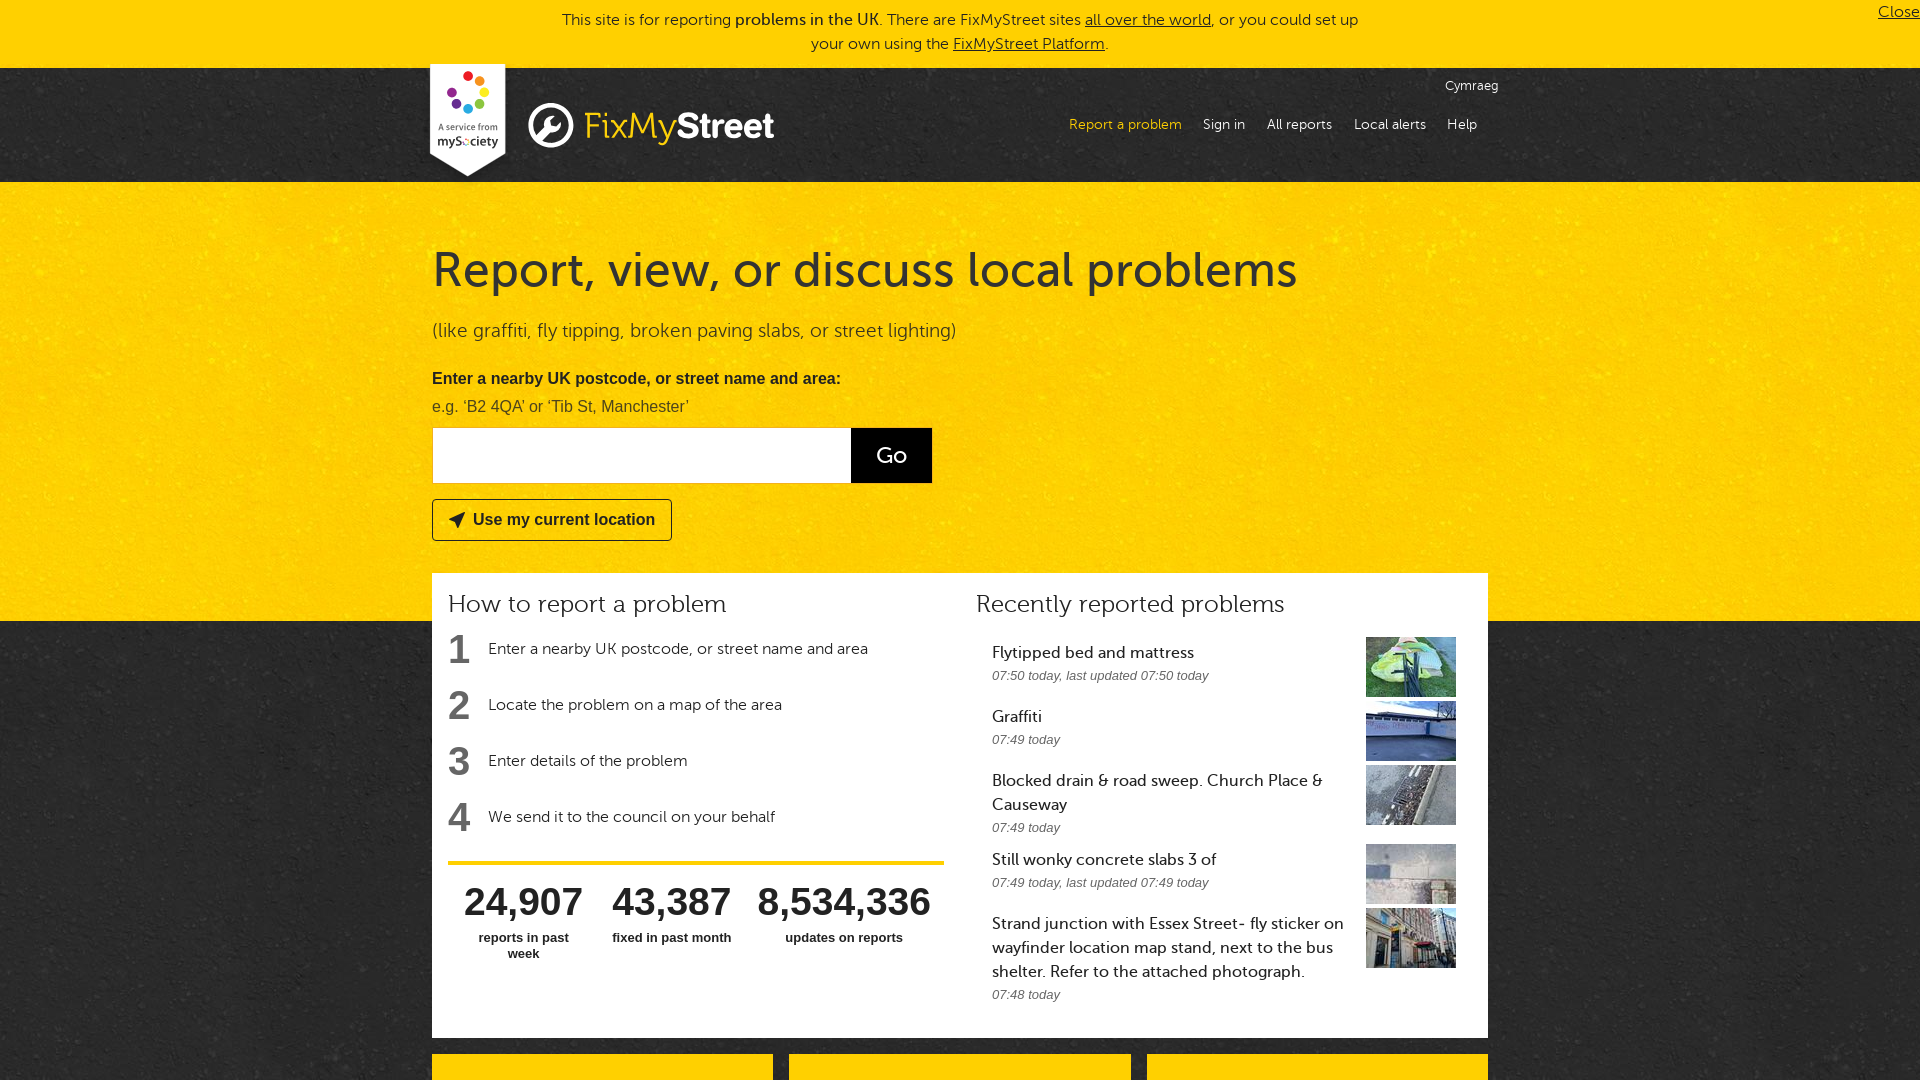 This site is for reporting problems in the UK. There are FixMyStreet sites all over the world, or you could set up
your own using the FixMyStreet Platform.
Close
Cymraeg
A service from
mySociety
FixMyStreet
Report a problem
Sign in
All reports
Local alerts
Help
Report, view, or discuss local problems
(like graffiti, fly tipping, broken paving slabs, or street lighting)
Enter a nearby UK postcode, or street name and area:
e.g. ‘B2 4QA’ or ‘Tib St, Manchester’
Go
Use my current location
How to report a problem
1 Enter a nearby UK postcode, or street name and area
2 Locate the problem on a map of the area
3 Enter details of the problem
4 We send it to the council on your behalf
24,907
reports in past
week
43,387
fixed in past month
8,534,336
updates on reports
Recently reported problems
Flytipped bed and mattress
07:50 today, last updated 07:50 today
Graffiti
07:49 today
Blocked drain & road sweep. Church Place &
Causeway
07:49 today
Still wonky concrete slabs 3 of
07:49 today, last updated 07:49 today
Strand junction with Essex Street- fly sticker on
wayfinder location map stand, next to the bus
shelter. Refer to the attached photograph.
07:48 today